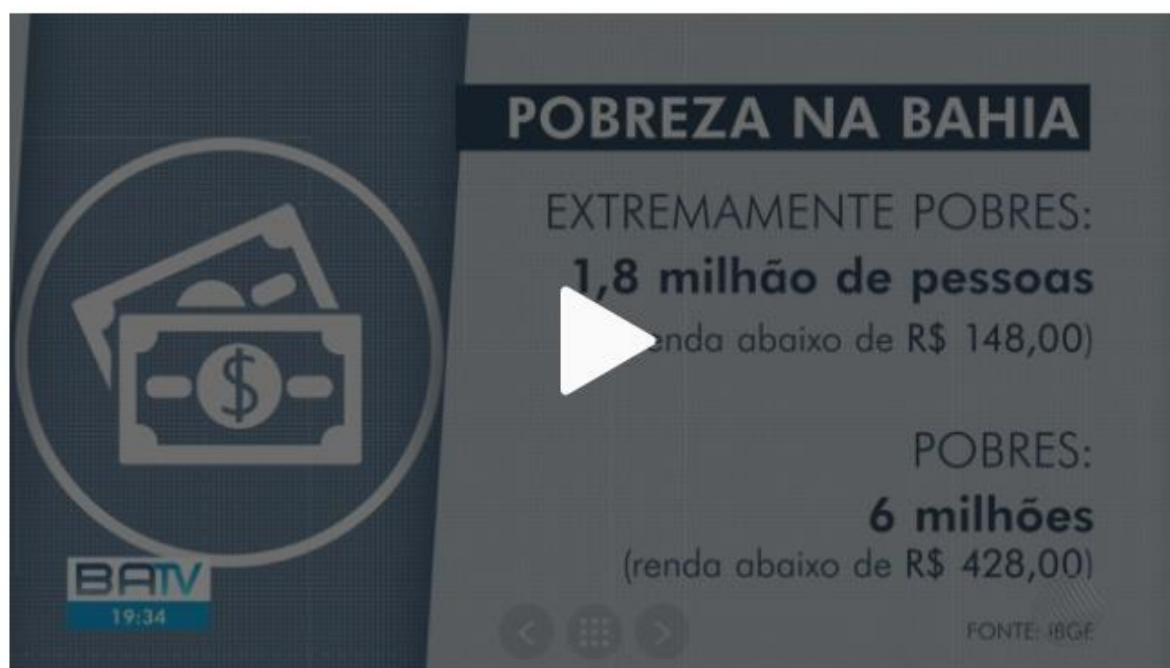 POBREZA NA BAHIA
EXTREMAMENTE POBRES:
1,8 milhão de pessoas
enda abaixo de R$ 148,00)
POBRES:
6 milhões
(renda abaixo de R$ 428,00)
BATV
19:34
FONTE: IBGE
$